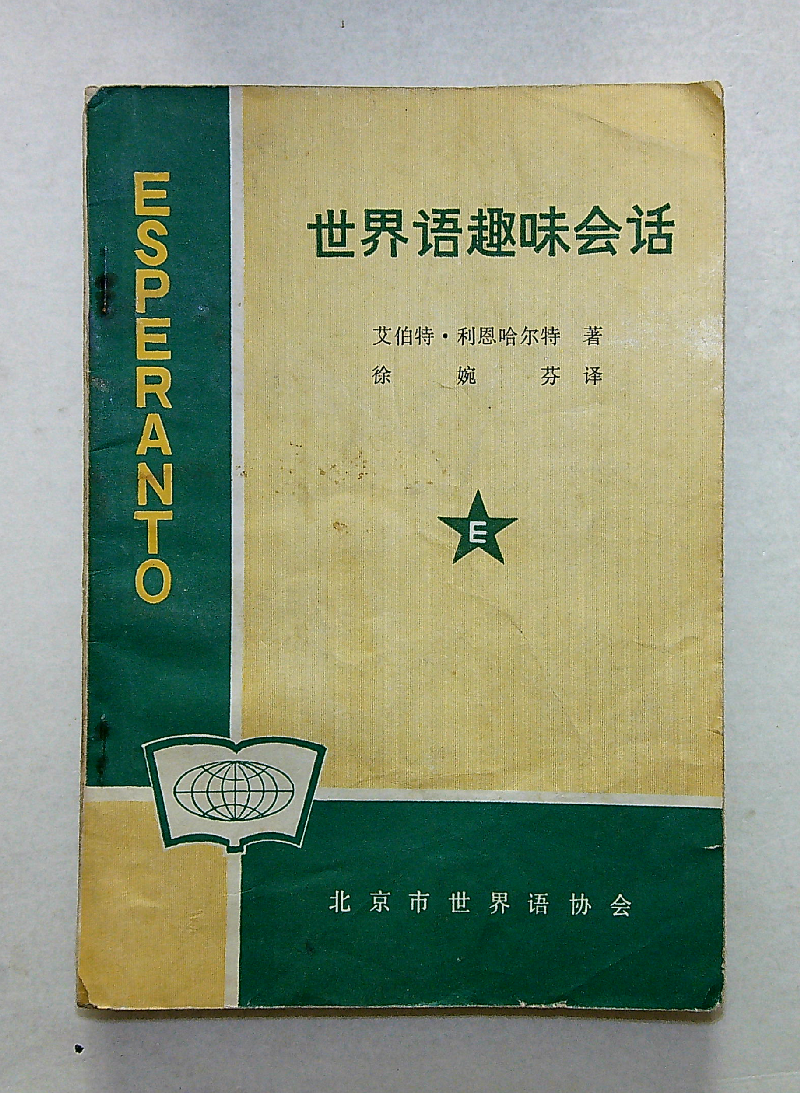 ESPERANTO
世界语趣味会话
艾伯特·利恩哈尔特 著
徐 婉 芬 译
E
北京市世界语协会